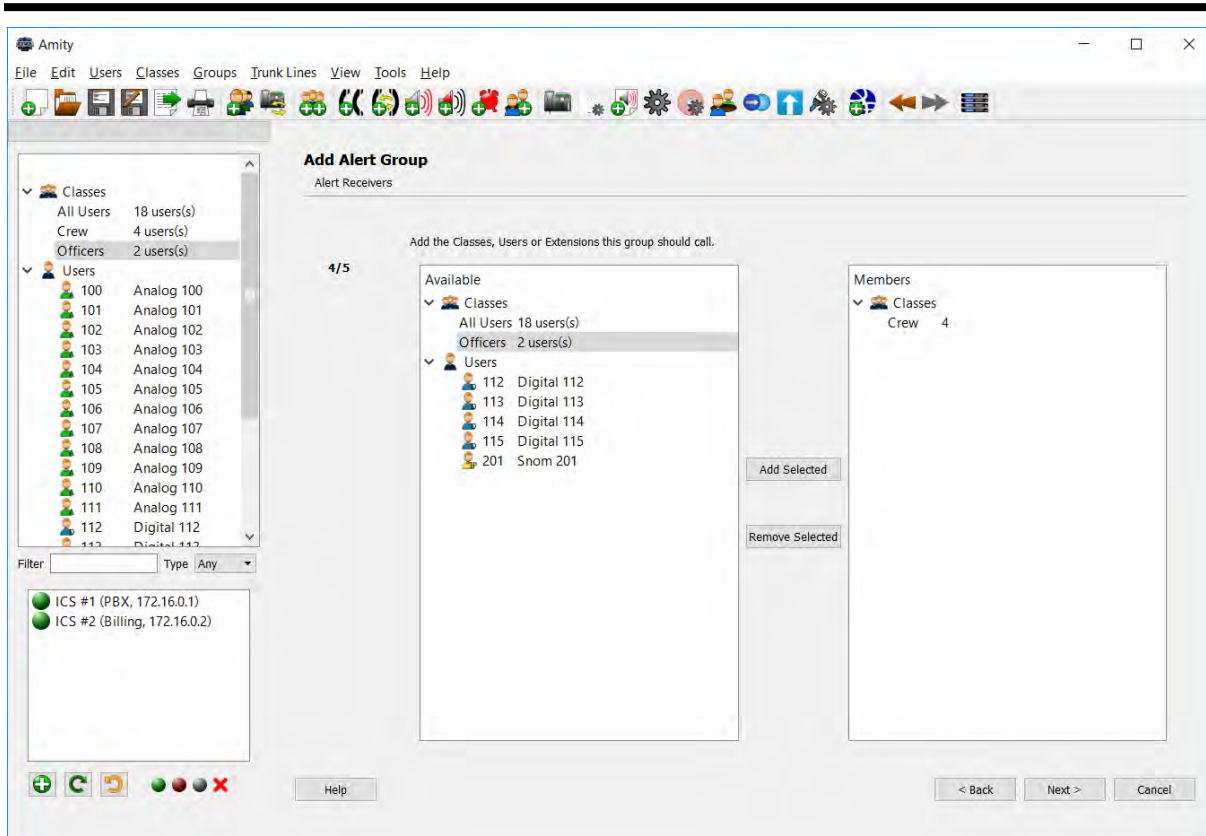 Amity
File Edit Users Classes Groups Trunk Lines View Tools Help
Classes
All Users 18 users(s)
Crew 4 users(s)
Officers 2 users(s)
Users
100 Analog 100
101 Analog 101
102 Analog 102
103 Analog 103
104 Analog 104
105 Analog 105
106 Analog 106
107 Analog 107
108 Analog 108
109 Analog 109
110 Analog 110
111 Analog 111
112 Digital 112
113 Digital 113
Filter Type Any
ICS #1 (PBX, 172.16.0.1)
ICS #2 (Billing, 172.16.0.2)
Add Alert Group
Alert Receivers
Add the Classes, Users or Extensions this group should call.
4/5
Available
Classes
All Users 18 users(s)
Officers 2 users(s)
Users
112 Digital 112
113 Digital 113
114 Digital 114
115 Digital 115
201 Snom 201
Add Selected
Remove Selected
Members
Classes
Crew 4
Help
< Back Next > Cancel